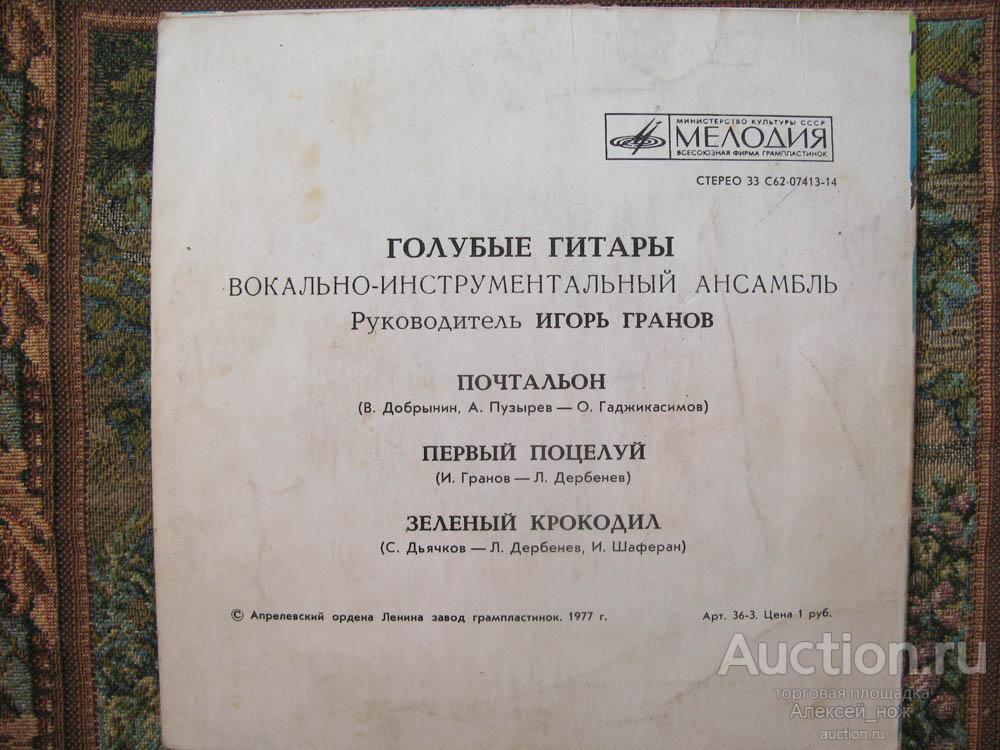 МИНИСТЕРСТВО КУЛЬТУРЫ СССР
МЕЛОДИЯ
ВСЕСОЮЗНАЯ ФИРМА ГРАМПЛАСТИНОК
СТЕРЕО 33 С62-07413-14
ГОЛУБЫЕ ГИТАРЫ
ВОКАЛЬНО-ИНСТРУМЕНТАЛЬНЫЙ АНСАМБЛЬ
Руководитель ИГОРЬ ГРАНОВ
ПОЧТАЛЬОН
(В. Добрынин, А. Пузырев — О. Гаджикасимов)
ПЕРВЫЙ ПОЦЕЛУЙ
(И. Гранов — Л. Дербенев)
ЗЕЛЕНЫЙ КРОКОДИЛ
(С. Дьячков — Л. Дербенев, И. Шаферан)
© Апрелевский ордена Ленина завод грампластинок. 1977 г. Арт. 36-3. Цена 1 руб.
Auction.ru
торговая площадка
Алексей_нож
auction.ru